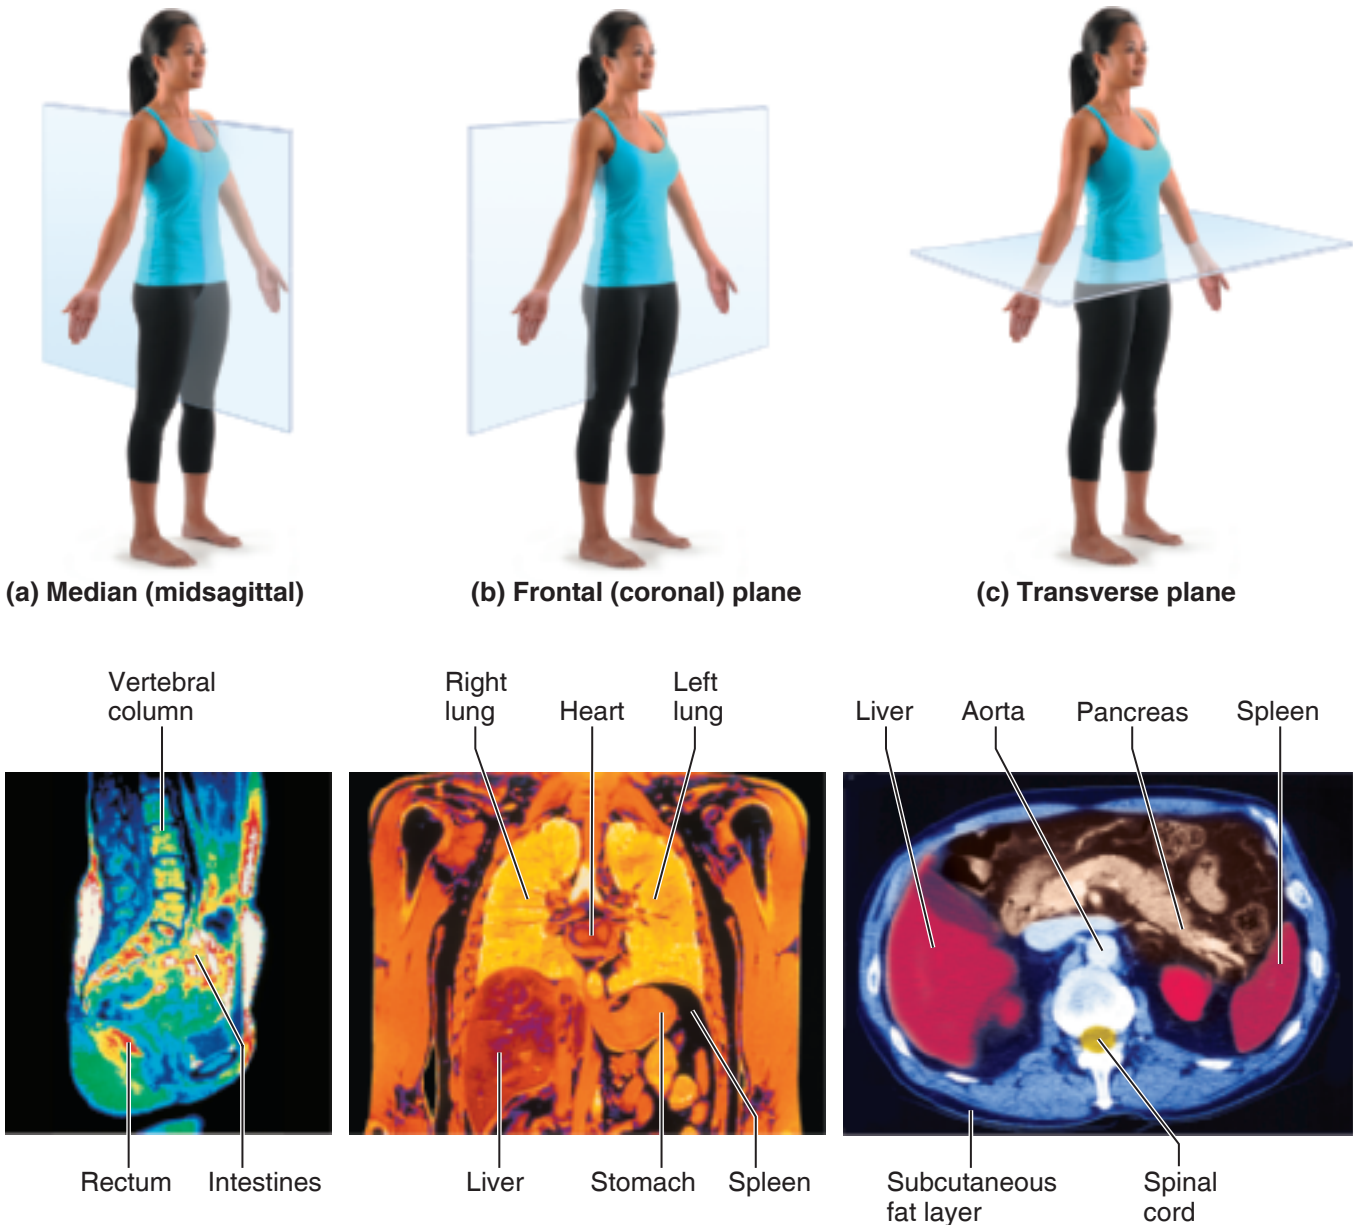 (a) Median (midsagittal)
(b) Frontal (coronal) plane
(c) Transverse plane
Vertebral
column
Right
lung
Heart
Left
lung
Liver
Aorta
Pancreas
Spleen
Rectum
Intestines
Liver
Stomach
Spleen
Subcutaneous
fat layer
Spinal
cord